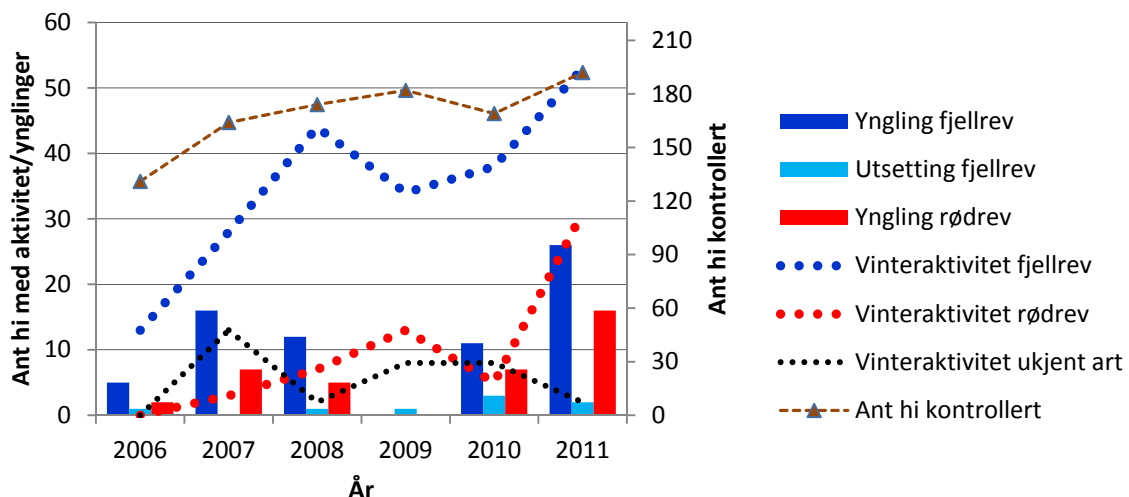 60
50
40
30
20
10
0
Ant hi med aktivitet/ynglinger
210
180
150
120
90
60
30
0
Ant hi kontrollert
2006 2007 2008 2009 2010 2011
År
Yngling fjellrev
Utsetting fjellrev
Yngling rødrev
Vinteraktivitet fjellrev
Vinteraktivitet rødrev
Vinteraktivitet ukjent art
Ant hi kontrollert